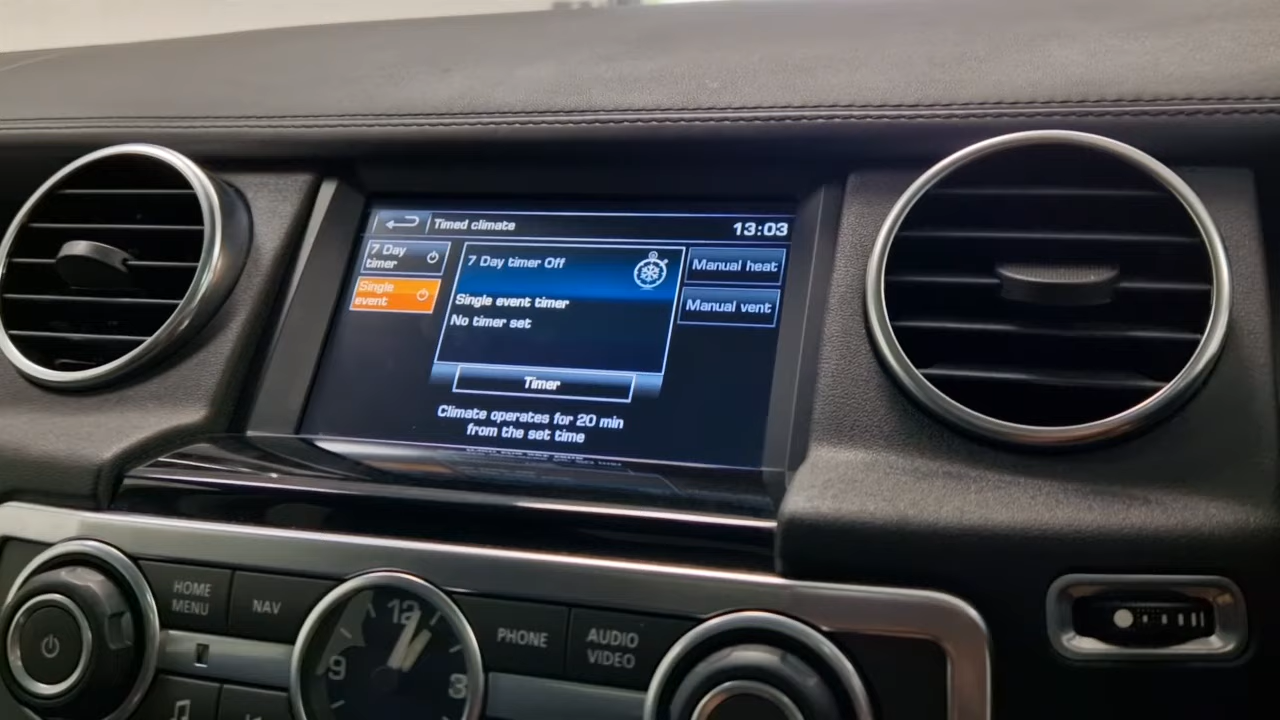 Timed climate
13:03
7 Day
timer
Single
event
7 Day timer Off
Single event timer
No timer set
Timer
Climate operates for 20 min
from the set time
Manual heat
Manual vent
HOME
MENU
NAV
12
9
3
PHONE
AUDIO
VIDEO